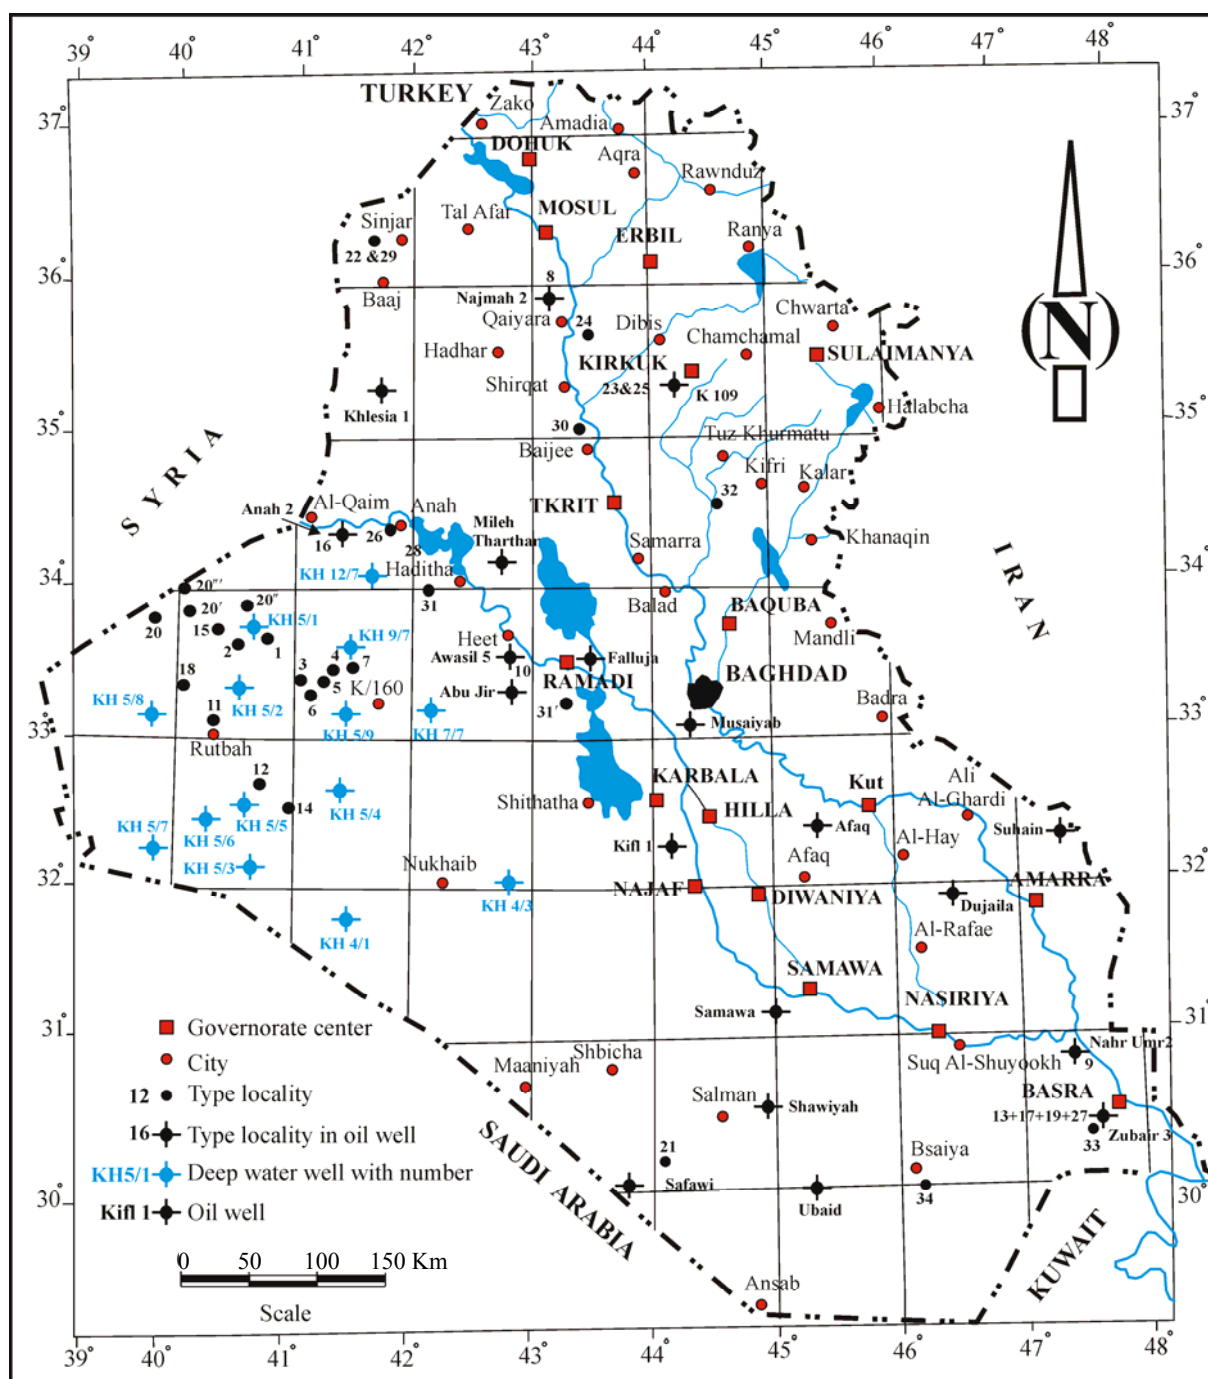 39° 40° 41° 42° 43° 44° 45° 46° 47° 48°
TURKEY
Zako
37°
37°
Amadia
DOHUK
Aqra
Rawnduz
Tal Afar
MOSUL
Sinjar
ERBIL
Ranya
22 &29
36°
36°
8
Baaj
Najmah 2
Chwarta
Qaiyara
24
Dibis
Chamchamal
Hadhar
KIRKUK
SULAIMANYA
Shirqat
23&25
K 109
Khlesia 1
35°
35°
Halabcha
30
Tuz Khurmatu
Baijee
Kifri
Kalar
SYRIA
32
Anah 2
Al-Qaim
Anah
TKRIT
Mileh
Tharthar
16
26
28
Khanaqin
Samarra
IRAN
KH 12/7
Haditha
34°
34°
20"'
20'
20"
31
Balad
BAQUBA
20
15
KH 5/1
Mandli
2
1
KH 9/7
Heet
4
7
Awasil 5
10
Falluja
BAGHDAD
18
3
5
K/160
Abu Jir
RAMADI
KH 5/8
KH 5/2
6
31'
Badra
11
KH 5/9
KH 7/7
Musaiyab
33°
33°
Rutbah
12
KARBALA
Kut
Ali
Al-Ghardi
14
KH 5/4
Shithatha
HILLA
KH 5/7
KH 5/6
KH 5/5
Afaq
Suhain
Kifl 1
Al-Hay
KH 5/3
Nukhaib
Afaq
32°
32°
NAJAF
DIWANIYA
AMARRA
KH 4/3
Dujaila
KH 4/1
Al-Rafae
SAMAWA
NASIRIYA
Samawa
31°
31°
Governorate center
Nahr Umr2
Shbicha
Suq Al-Shuyookh
9
City
Maaniyah
BASRA
12 Type locality
Salman
Shawiyah
13+17+19+27
16 Type locality in oil well
SAUDI ARABIA
Zubair 3
33
21
Bsaiya
KH5/1 Deep water well with number
Safawi
34
30°
30°
Kifl 1 Oil well
Ubaid
KUWAIT
0 50 100 150 Km
Scale
Ansab
39° 40° 41° 42° 43° 44° 45° 46° 47° 48°
(N)